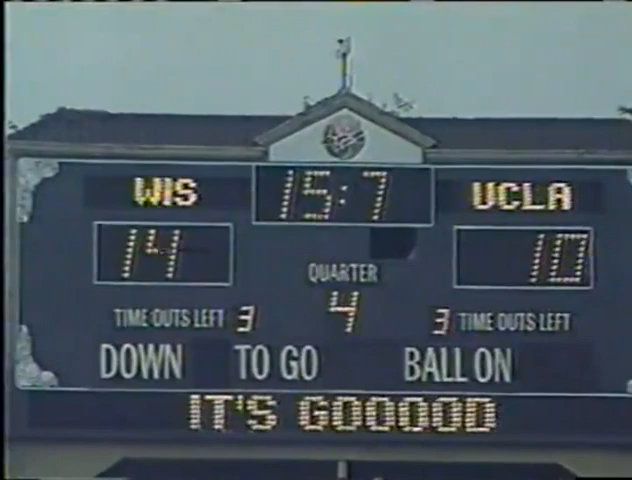 WIS 15:7 UCLA
14 10
QUARTER
TIME OUTS LEFT 3 4 3 TIME OUTS LEFT
DOWN TO GO BALL ON
IT'S GOOOOD